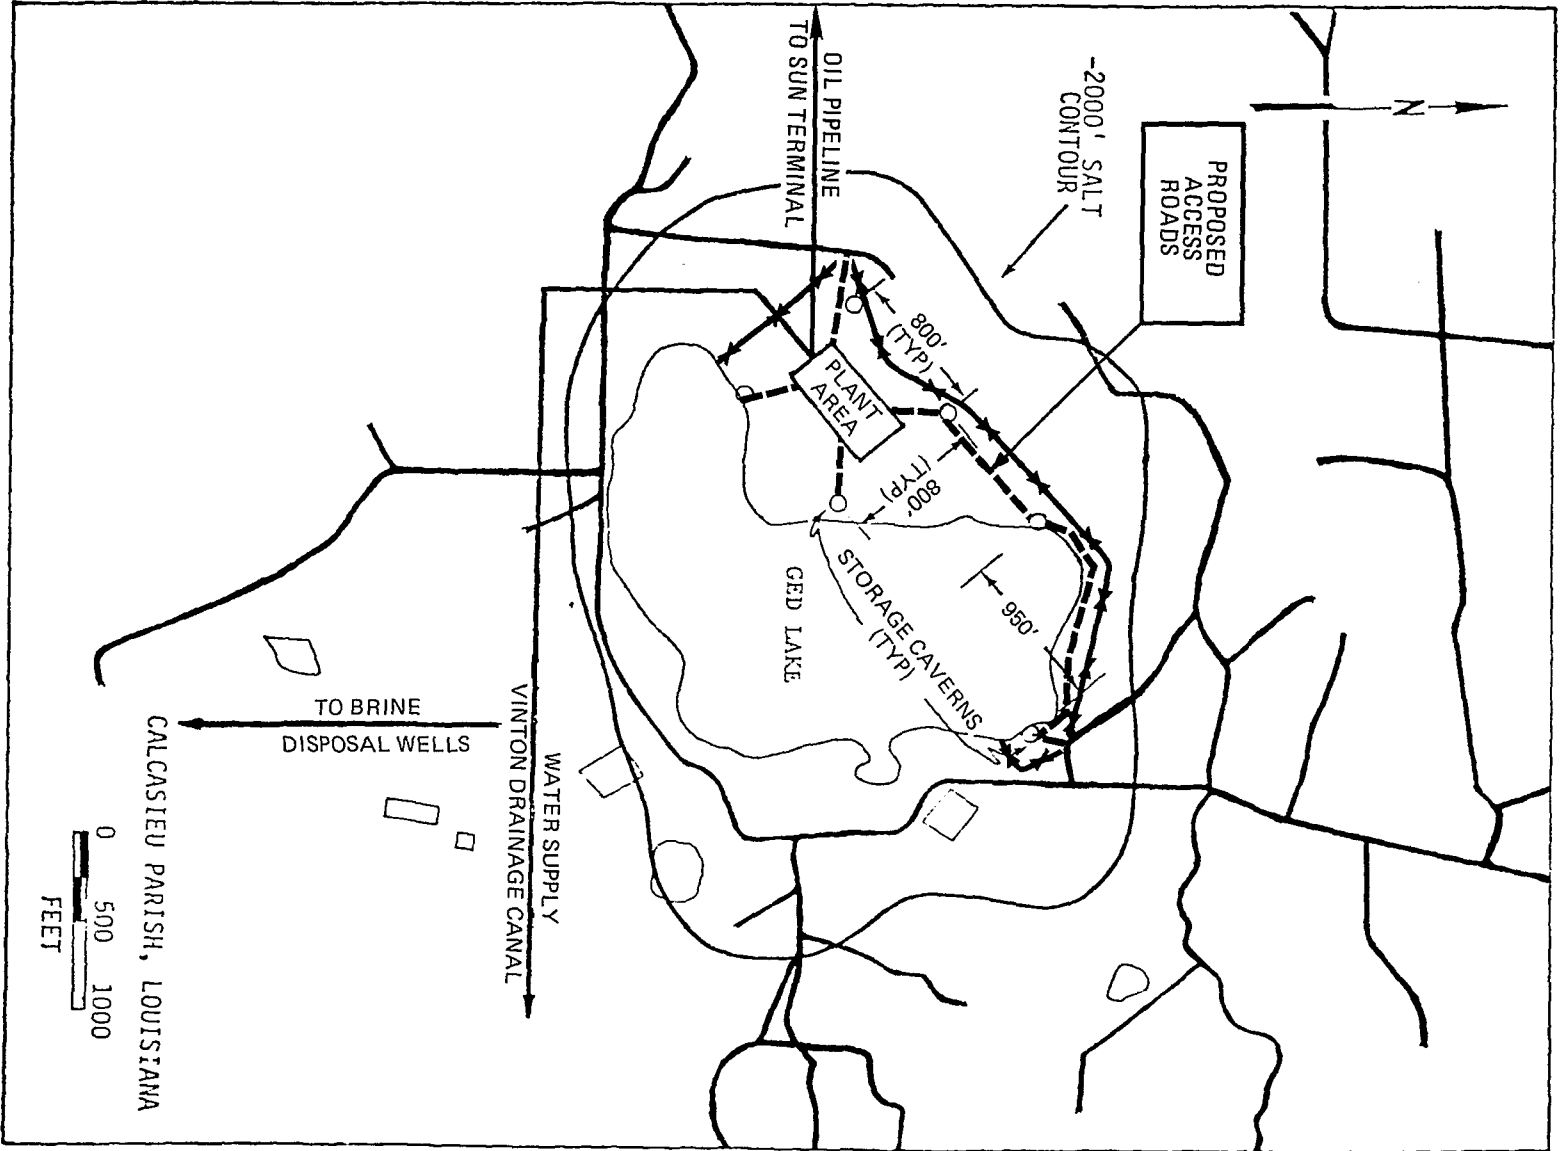 N
PROPOSED
ACCESS
ROADS
-2000' SALT
CONTOUR
OIL PIPELINE
TO SUN TERMINAL
800'
(TYP)
PLANT
AREA
800'
(TYP)
950'
STORAGE CAVERNS
(TYP)
GED LAKE
WATER SUPPLY
VINTON DRAINAGE CANAL
TO BRINE
DISPOSAL WELLS
CALCASIEU PARISH, LOUISIANA
0 500 1000
FEET